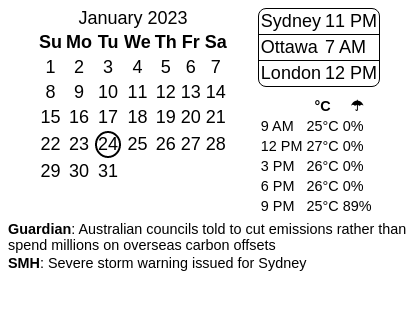 January 2023
Su Mo Tu We Th Fr Sa
1 2 3 4 5 6 7
8 9 10 11 12 13 14
15 16 17 18 19 20 21
22 23 24 25 26 27 28
29 30 31
Sydney 11 PM
Ottawa 7 AM
London 12 PM
°C ☂
9 AM 25°C 0%
12 PM 27°C 0%
3 PM 26°C 0%
6 PM 26°C 0%
9 PM 25°C 89%
Guardian: Australian councils told to cut emissions rather than
spend millions on overseas carbon offsets
SMH: Severe storm warning issued for Sydney